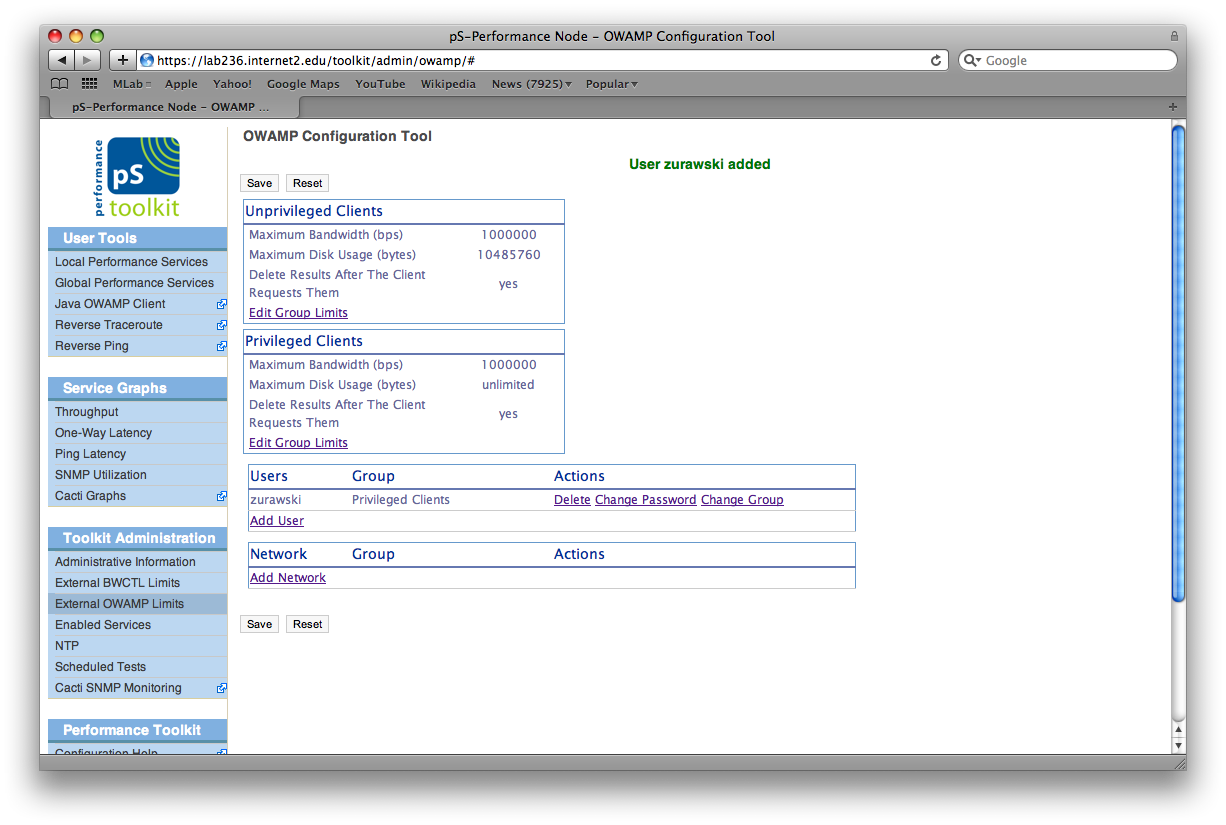 pS-Performance Node – OWAMP Configuration Tool
https://lab236.internet2.edu/toolkit/admin/owamp/#
Google
MLab Apple Yahoo! Google Maps YouTube Wikipedia News (7925) Popular
pS-Performance Node – OWAMP ...
performance
pS
toolkit
User Tools
Local Performance Services
Global Performance Services
Java OWAMP Client
Reverse Traceroute
Reverse Ping
Service Graphs
Throughput
One-Way Latency
Ping Latency
SNMP Utilization
Cacti Graphs
Toolkit Administration
Administrative Information
External BWCTL Limits
External OWAMP Limits
Enabled Services
NTP
Scheduled Tests
Cacti SNMP Monitoring
Performance Toolkit
Configuration Help
OWAMP Configuration Tool
User zurawski added
Save Reset
Unprivileged Clients
Maximum Bandwidth (bps) 1000000
Maximum Disk Usage (bytes) 10485760
Delete Results After The Client
Requests Them yes
Edit Group Limits
Privileged Clients
Maximum Bandwidth (bps) 1000000
Maximum Disk Usage (bytes) unlimited
Delete Results After The Client
Requests Them yes
Edit Group Limits
Users Group Actions
zurawski Privileged Clients Delete Change Password Change Group
Add User
Network Group Actions
Add Network
Save Reset